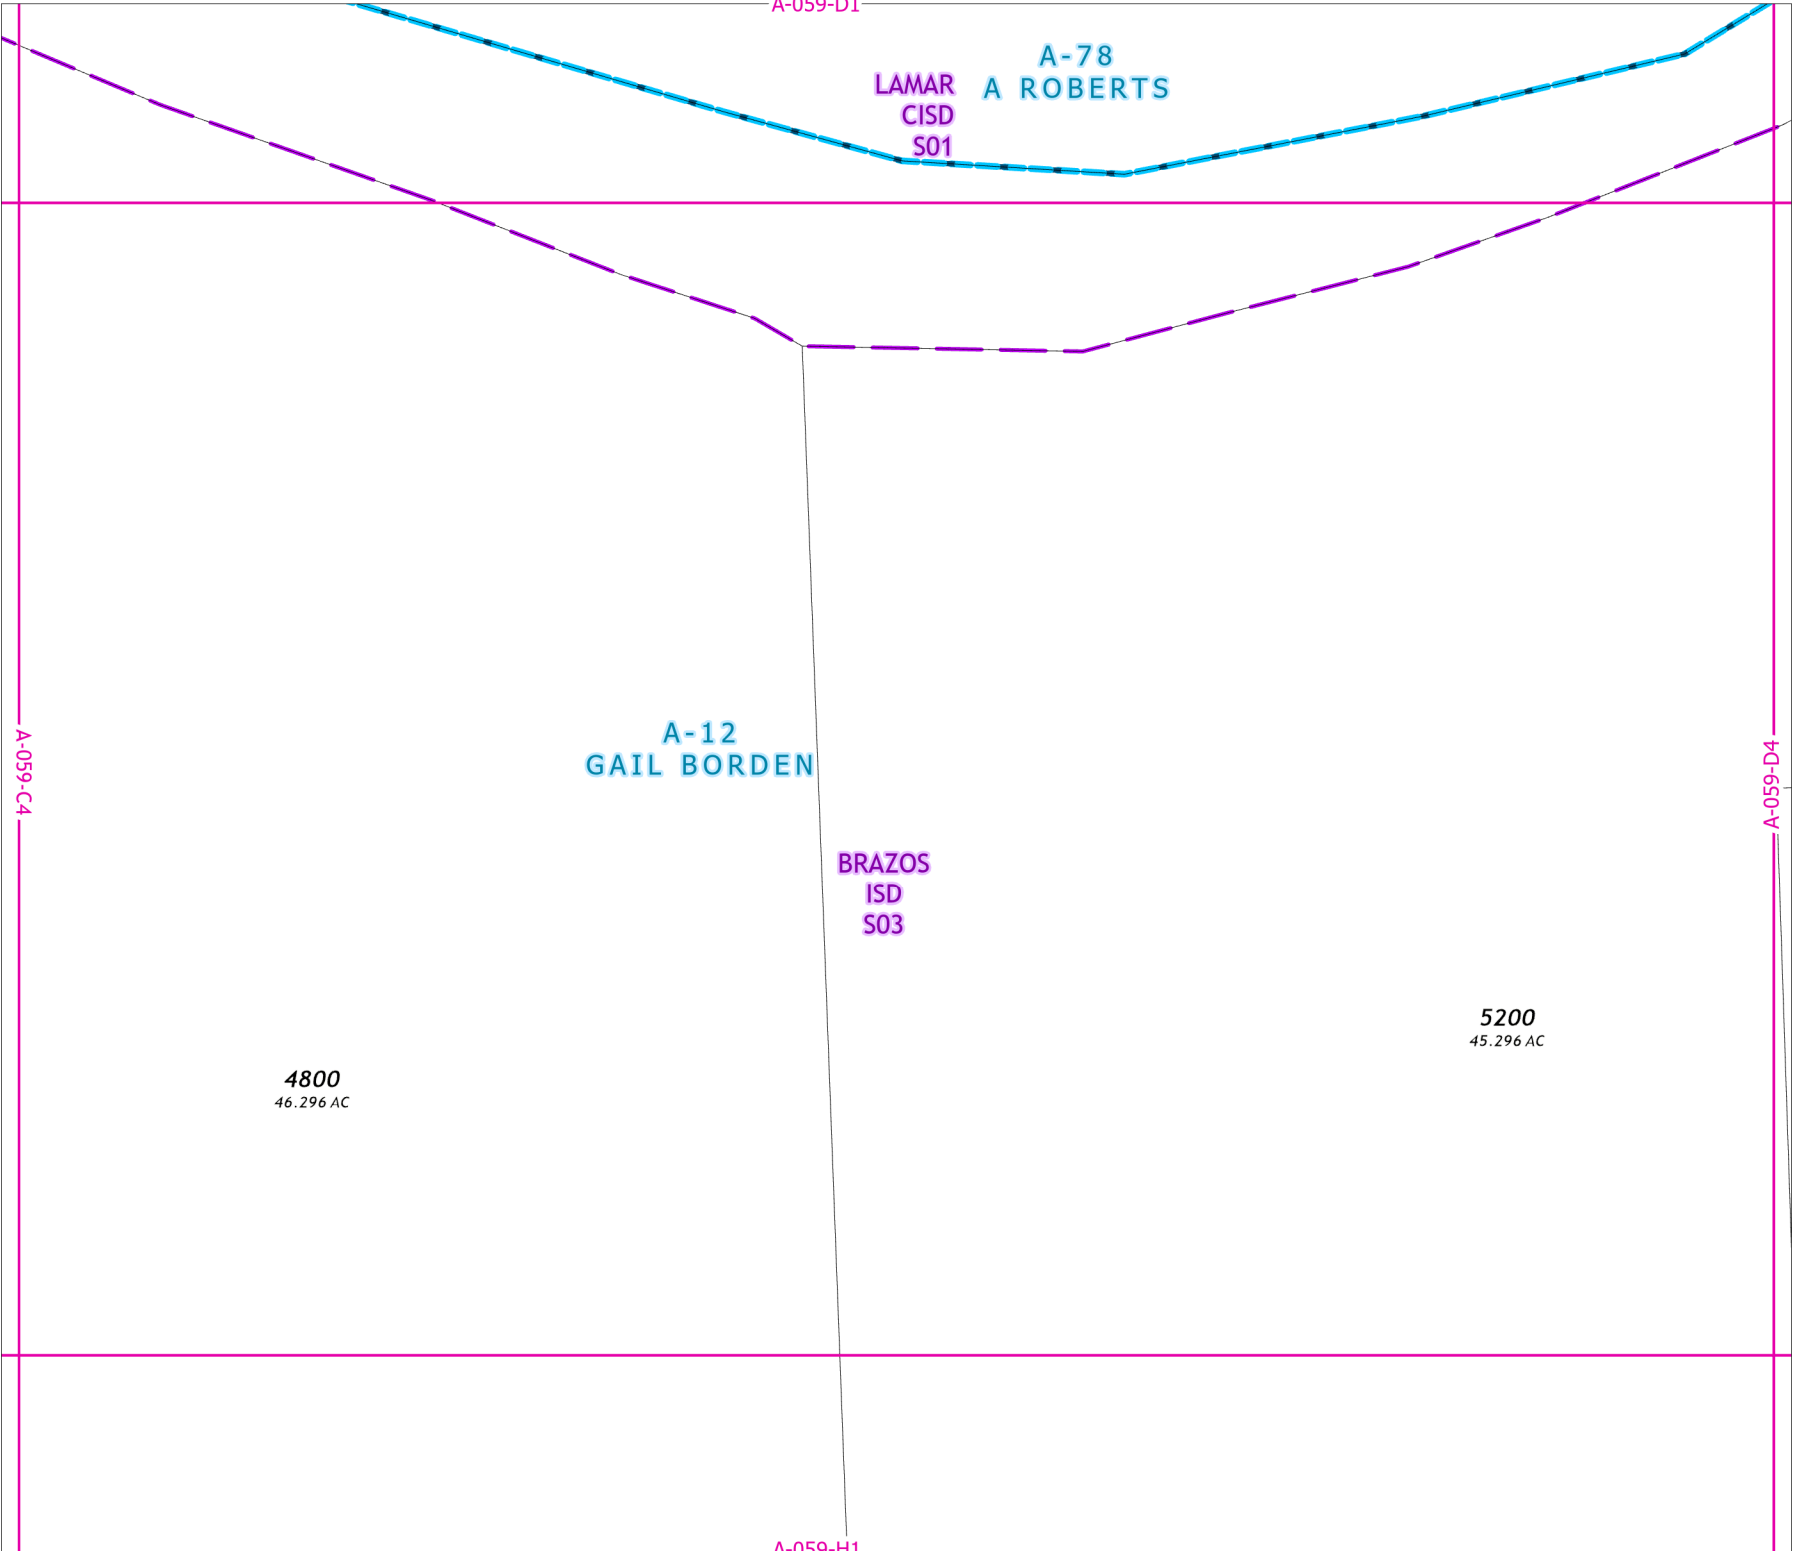 A-059-D1
A-78
A ROBERTS
LAMAR
CISD
S01
A-059-C4
A-12
GAIL BORDEN
A-059-D4
BRAZOS
ISD
S03
5200
45.296 AC
4800
46.296 AC
A-059-H1